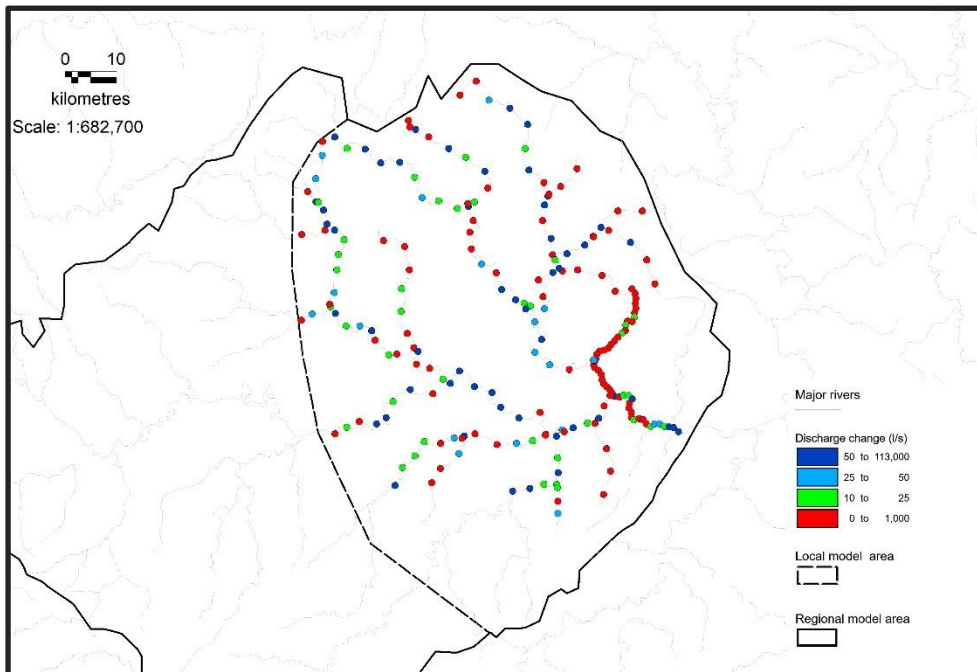 0 10
kilometres
Scale: 1:682,700
Major rivers
Discharge change (l/s)
50 to 113,000
25 to 50
10 to 25
0 to 1,000
Local model area
Regional model area